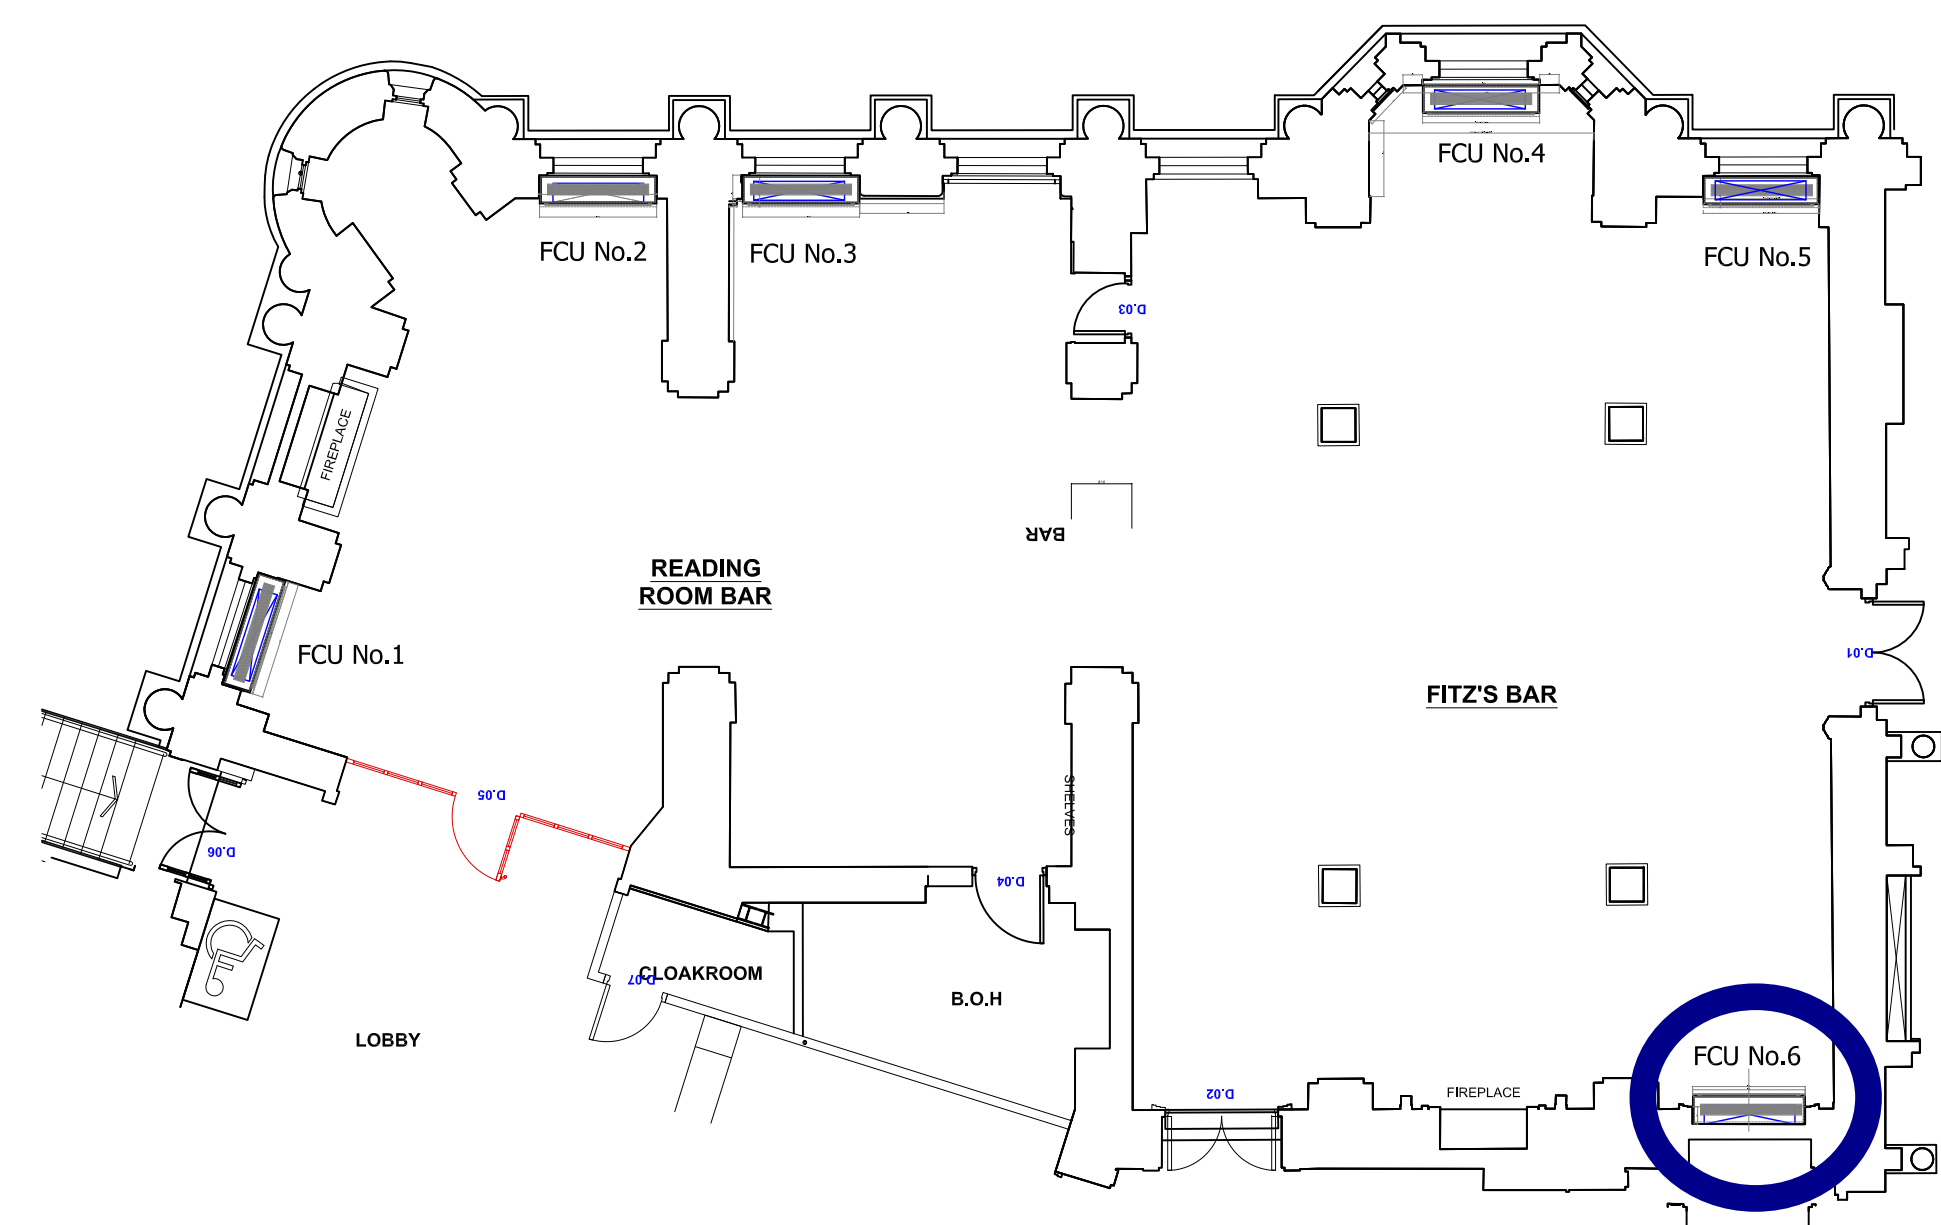 FCU No.4
FCU No.2
FCU No.3
FCU No.5
D.03
FIREPLACE
BAR
READING
ROOM BAR
FCU No.1
D.01
FITZ'S BAR
SHELVES
D.05
D.06
D.04
CLOAKROOM
D.07
B.O.H
LOBBY
FCU No.6
D.02
FIREPLACE